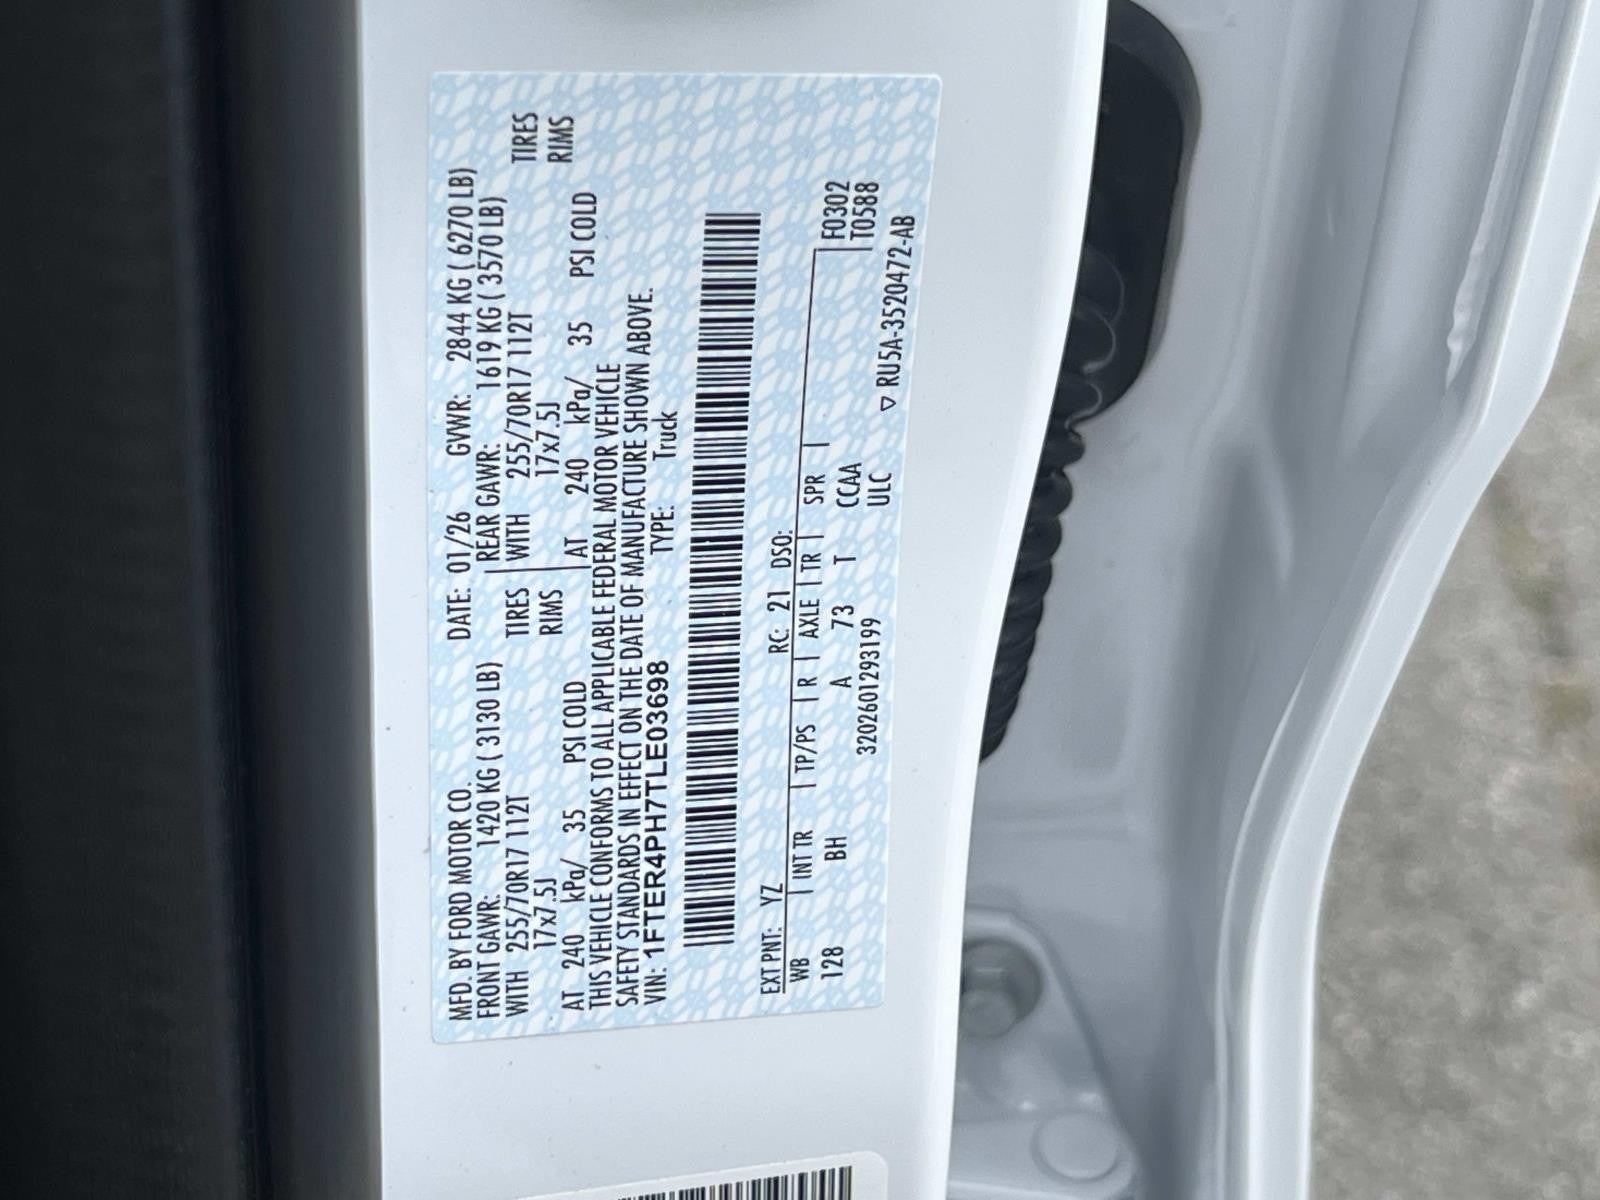 MFD. BY FORD MOTOR CO. DATE: 01/26 GVWR: 2844 KG ( 6270 LB)
FRONT GAWR: 1420 KG ( 3130 LB) REAR GAWR: 1619 KG ( 3570 LB)
WITH 255/70R17 112T TIRES WITH 255/70R17 112T TIRES
17x7.5J RIMS 17x7.5J RIMS
AT 240 kPa/ 35 PSI COLD AT 240 kPa/ 35 PSI COLD
THIS VEHICLE CONFORMS TO ALL APPLICABLE FEDERAL MOTOR VEHICLE
SAFETY STANDARDS IN EFFECT ON THE DATE OF MANUFACTURE SHOWN ABOVE.
VIN: 1FTER4PH7TLE03698 TYPE: Truck
EXT PNT: YZ RC: 21 DSO:
WB INT TR TP/PS R AXLE TR SPR F0302
128 BH A 73 T CCAA T0588
3202601293199 ULC
▽ RU5A-3520472-AB